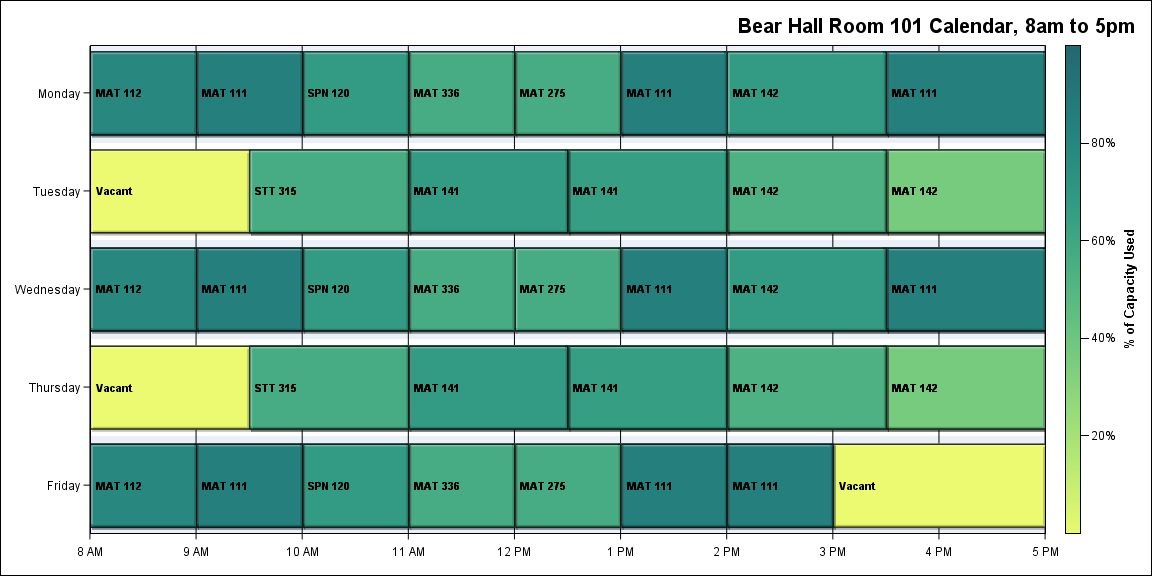 Bear Hall Room 101 Calendar, 8am to 5pm
Monday MAT 112 MAT 111 SPN 120 MAT 336 MAT 275 MAT 111 MAT 142 MAT 111
80%
Tuesday Vacant STT 315 MAT 141 MAT 141 MAT 142 MAT 142
60%
Wednesday MAT 112 MAT 111 SPN 120 MAT 336 MAT 275 MAT 111 MAT 142 MAT 111
% of Capacity Used
40%
Thursday Vacant STT 315 MAT 141 MAT 141 MAT 142 MAT 142
20%
Friday MAT 112 MAT 111 SPN 120 MAT 336 MAT 275 MAT 111 MAT 111 Vacant
8 AM 9 AM 10 AM 11 AM 12 PM 1 PM 2 PM 3 PM 4 PM 5 PM